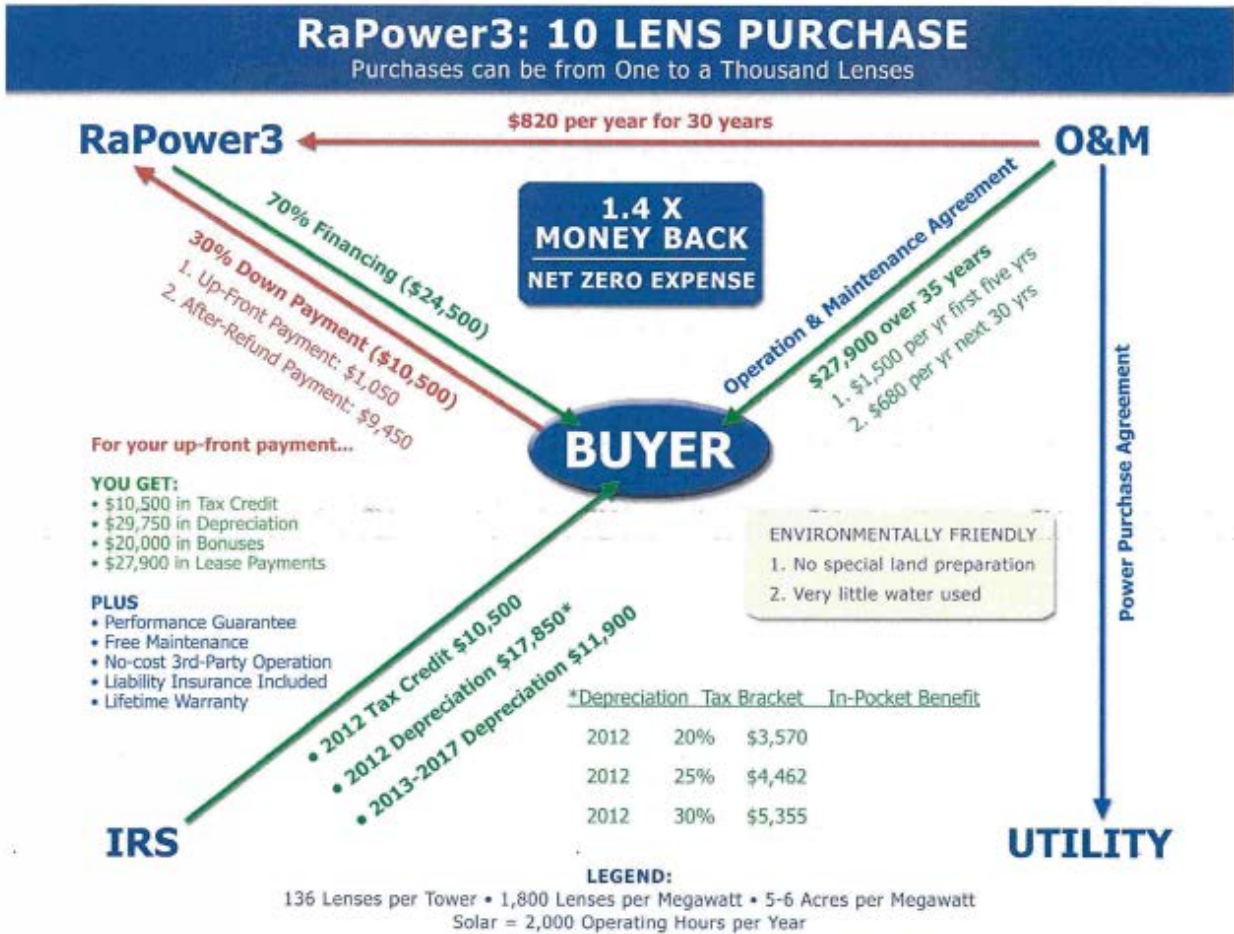 RaPower3: 10 LENS PURCHASE
Purchases can be from One to a Thousand Lenses
$820 per year for 30 years
RaPower3
O&M
1.4 X
MONEY BACK
NET ZERO EXPENSE
70% Financing ($24,500)
30% Down Payment ($10,500)
1. Up-Front Payment: $1,050
2. After-Refund Payment: $9,450
Operation & Maintenance Agreement
$27,900 over 35 years
1. $1,500 per yr first five yrs
2. $680 per yr next 30 yrs
Power Purchase Agreement
BUYER
For your up-front payment...
YOU GET:
• $10,500 in Tax Credit
• $29,750 in Depreciation
• $20,000 in Bonuses
• $27,900 in Lease Payments
PLUS
• Performance Guarantee
• Free Maintenance
• No-cost 3rd-Party Operation
• Liability Insurance Included
• Lifetime Warranty
ENVIRONMENTALLY FRIENDLY
1. No special land preparation
2. Very little water used
• 2012 Tax Credit $10,500
• 2012 Depreciation $17,850*
• 2013-2017 Depreciation $11,900
*Depreciation Tax Bracket In-Pocket Benefit
2012 20% $3,570
2012 25% $4,462
2012 30% $5,355
IRS
UTILITY
LEGEND:
136 Lenses per Tower • 1,800 Lenses per Megawatt • 5-6 Acres per Megawatt
Solar = 2,000 Operating Hours per Year